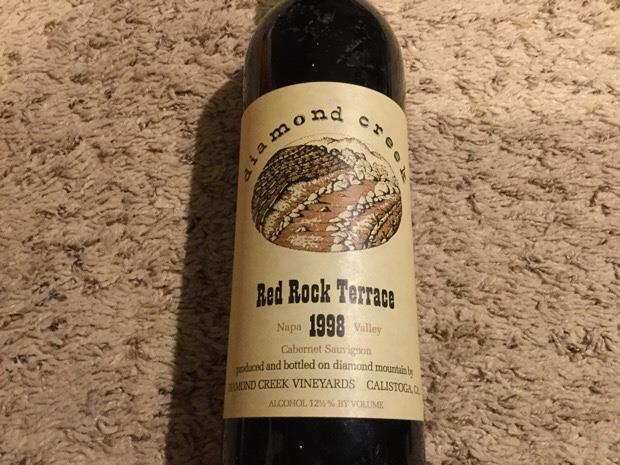 diamond creek
Red Rock Terrace
Napa 1998 Valley
Cabernet Sauvignon
produced and bottled on diamond mountain by
DIAMOND CREEK VINEYARDS CALISTOGA, CA
ALCOHOL 12½ % BY VOLUME